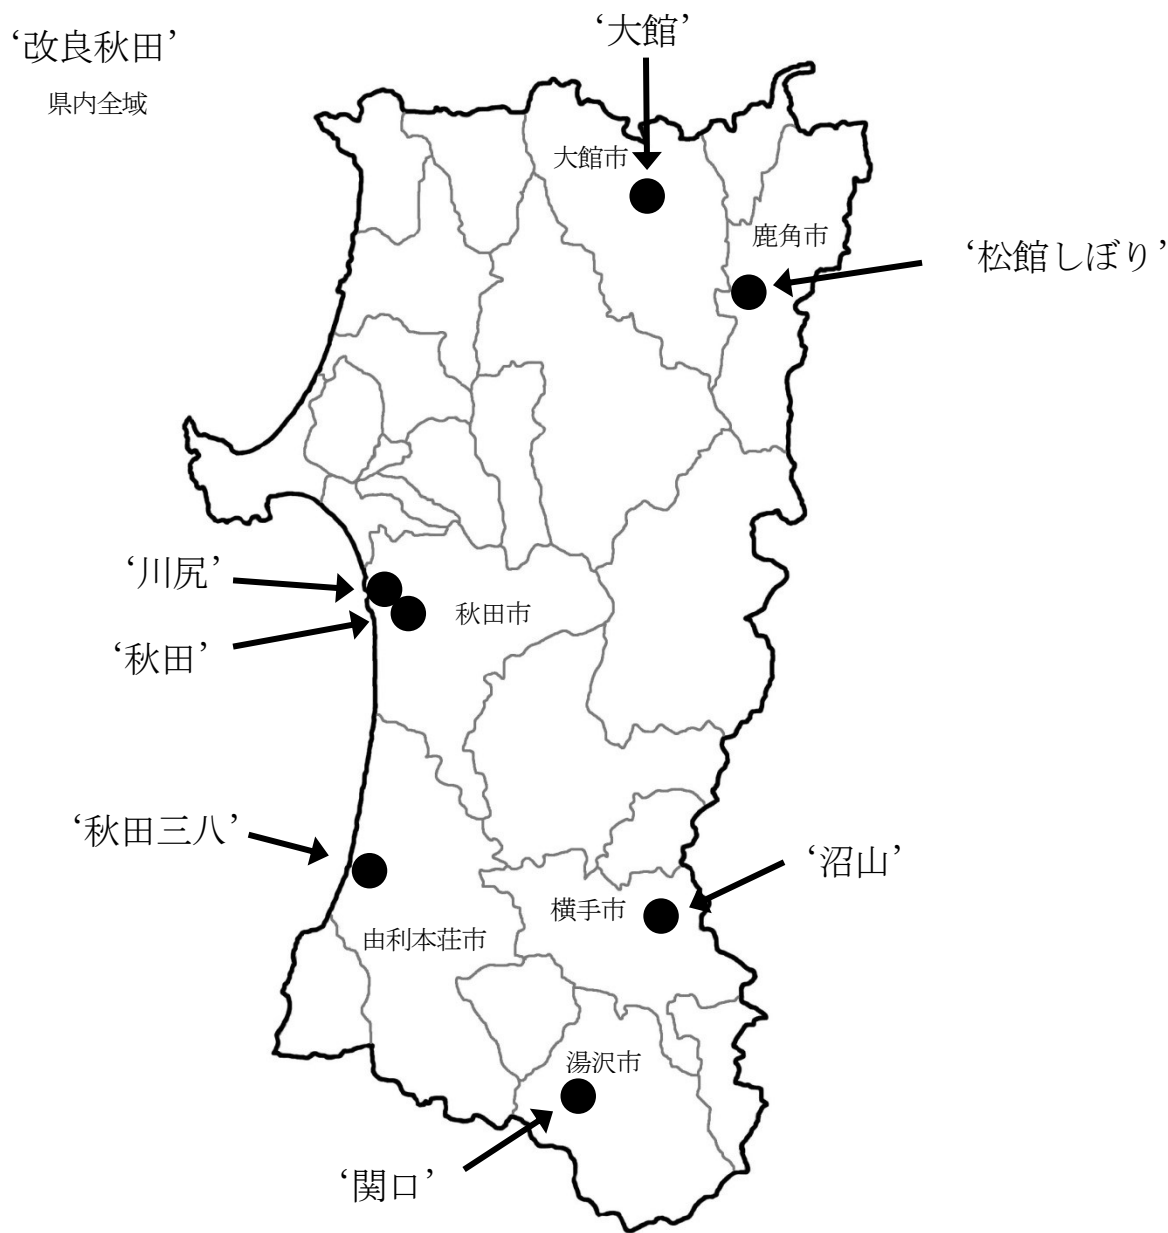 ‘改良秋田’
県内全域
‘大館’
大館市
鹿角市
‘松館しぼり’
‘川尻’
‘秋田’
秋田市
‘秋田三八’
由利本荘市
横手市
‘沼山’
湯沢市
‘関口’